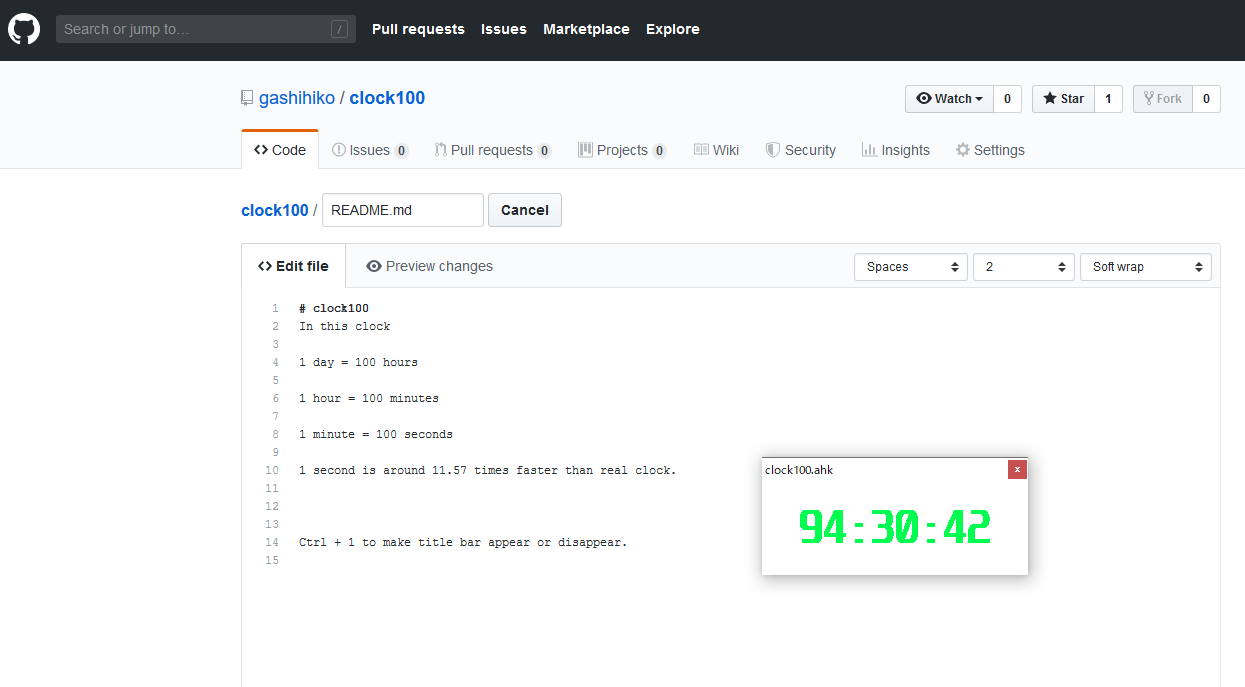 Search or jump to... /
Pull requests Issues Marketplace Explore
gashihiko / clock100
Watch 0 Star 1 Fork 0
Code Issues 0 Pull requests 0 Projects 0 Wiki Security Insights Settings
clock100 / README.md Cancel
Edit file Preview changes Spaces 2 Soft wrap
1 # clock100
2 In this clock
3
4 1 day = 100 hours
5
6 1 hour = 100 minutes
7
8 1 minute = 100 seconds
9
10 1 second is around 11.57 times faster than real clock.
11
12
13
14 Ctrl + 1 to make title bar appear or disappear.
15
clock100.ahk x
94:30:42